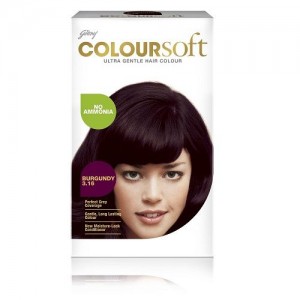 Godrej
COLOURSOFT
ULTRA GENTLE HAIR COLOUR
NO
AMMONIA
BURGUNDY
3.16
Perfect Grey
Coverage
Gentle, Long Lasting
Colour
New Moisture-Lock
Conditioner